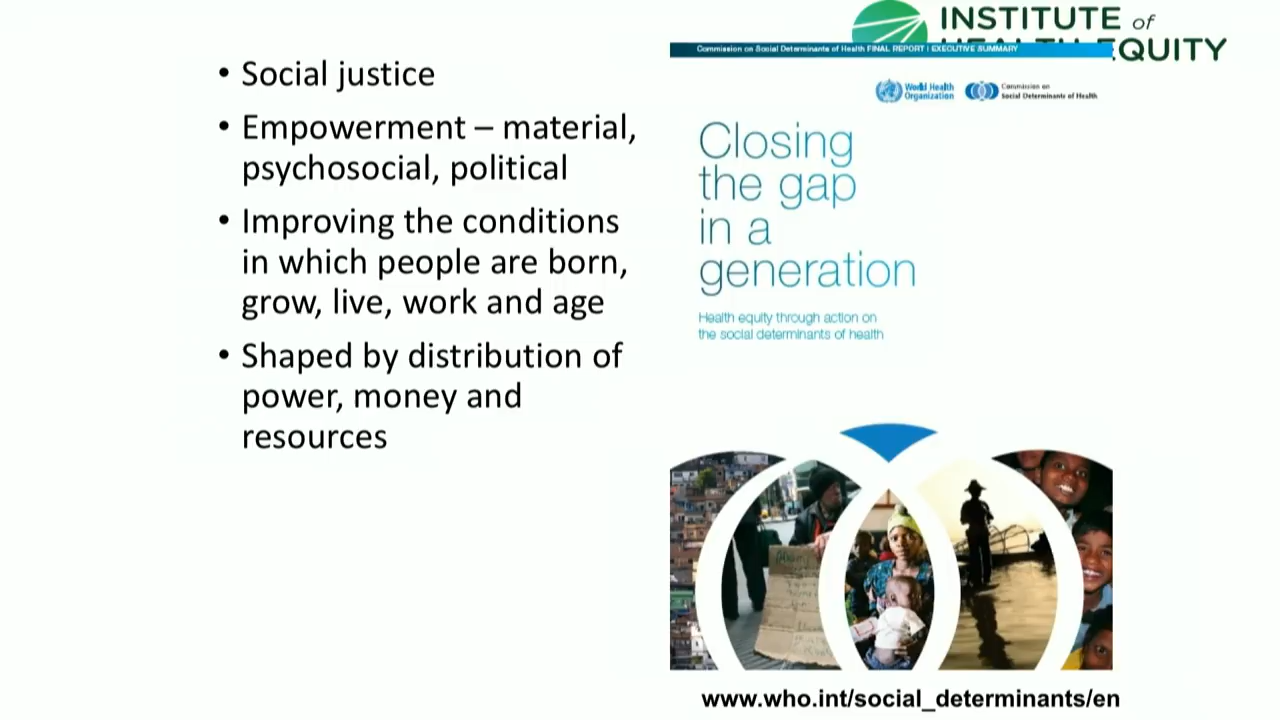 INSTITUTE of
HEALTH EQUITY
• Social justice
• Empowerment – material,
psychosocial, political
• Improving the conditions
in which people are born,
grow, live, work and age
• Shaped by distribution of
power, money and
resources
Commission on Social Determinants of Health FINAL REPORT | EXECUTIVE SUMMARY
World Health
Organization
Commission on
Social Determinants of Health
Closing
the gap
in a
generation
Health equity through action on
the social determinants of health
www.who.int/social_determinants/en